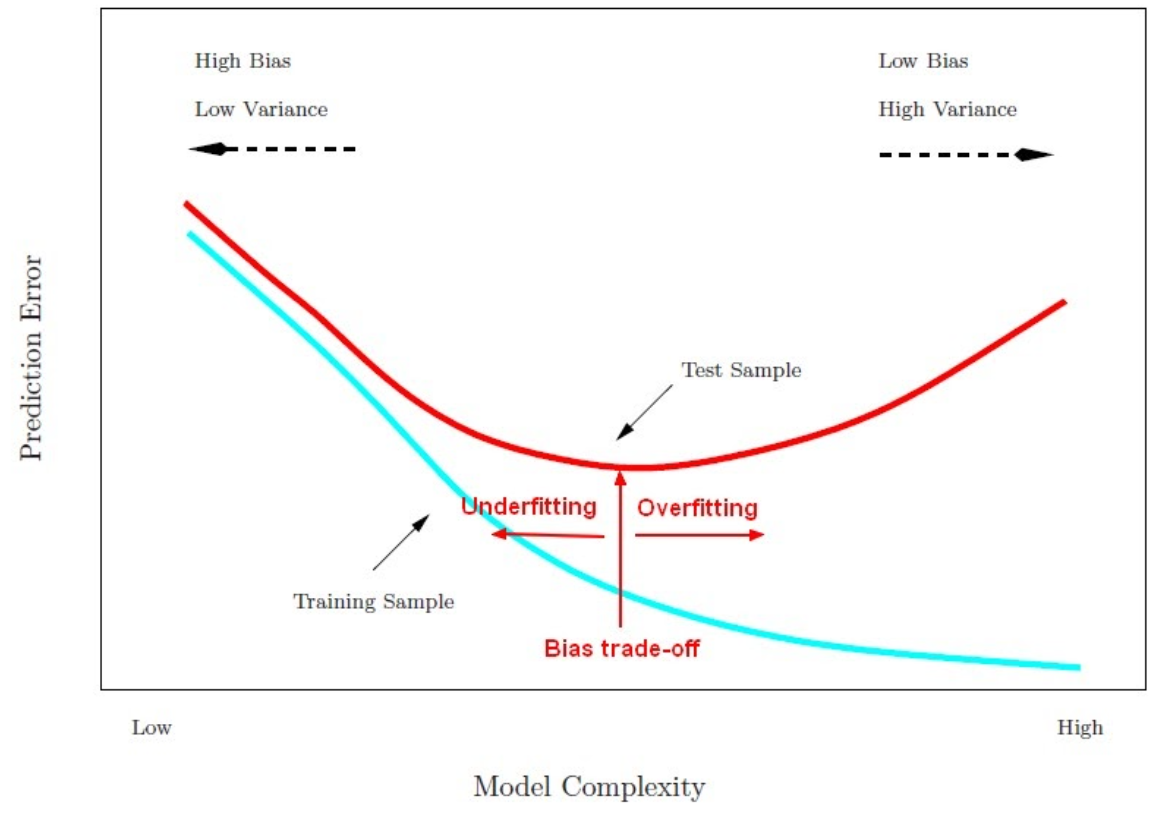 High Bias
Low Variance
Low Bias
High Variance
Prediction Error
Test Sample
Underfitting
Overfitting
Training Sample
Bias trade-off
Low
High
Model Complexity